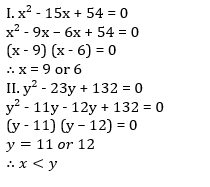 I. x² - 15x + 54 = 0
x² - 9x – 6x + 54 = 0
(x - 9) (x - 6) = 0
∴ x = 9 or 6
II. y² - 23y + 132 = 0
y² - 11y - 12y + 132 = 0
(y - 11) (y – 12) = 0
y = 11 or 12
∴ x < y